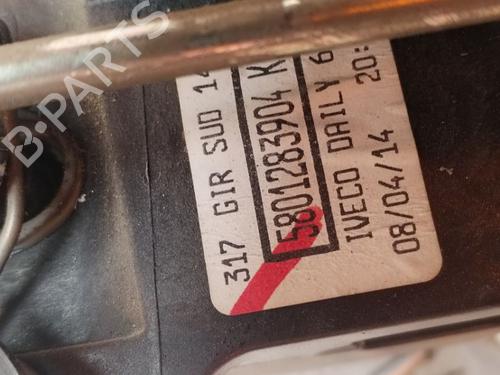 B-PARTS
317 GIR SUD 14
5801283904 K
IVECO DAILY 6
08/04/14 20: